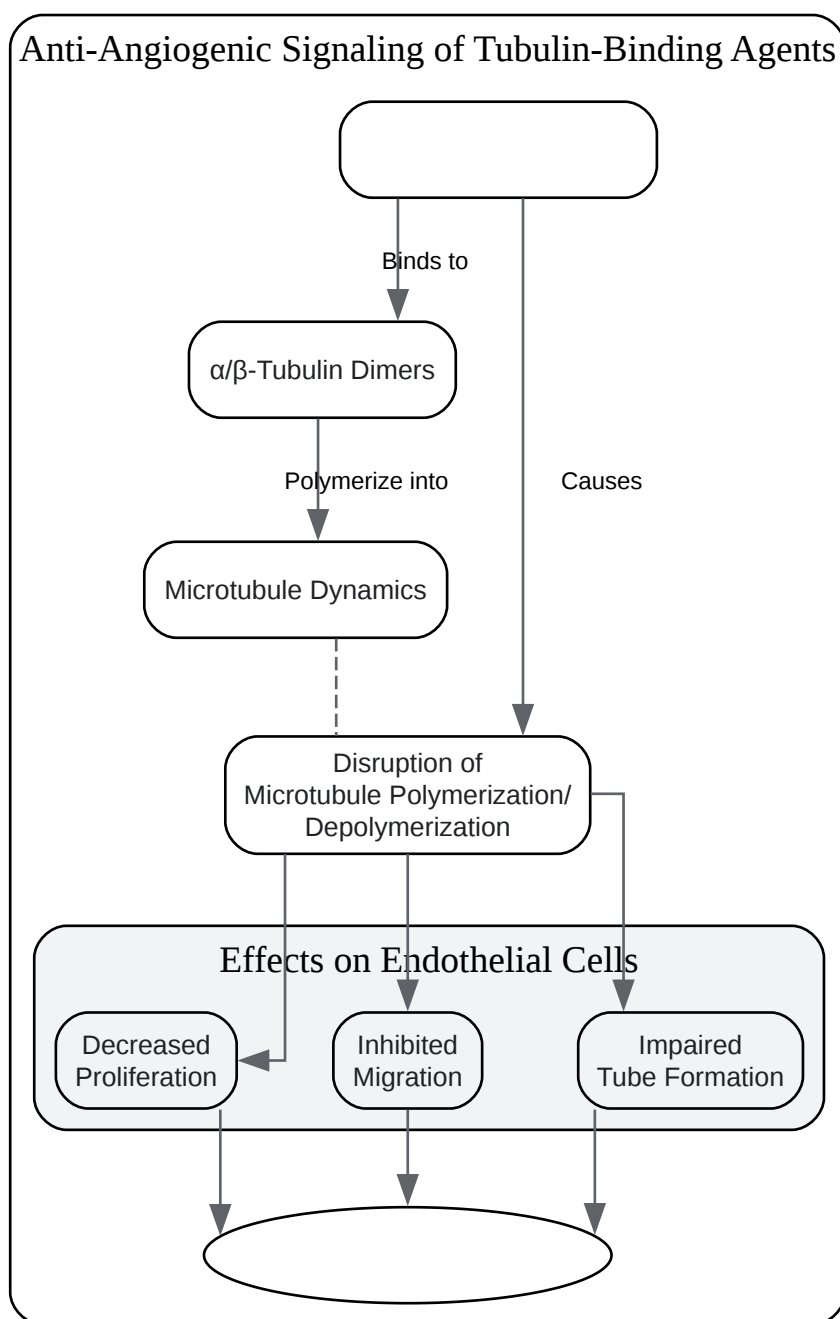 Anti-Angiogenic Signaling of Tubulin-Binding Agents
Binds to
α/β-Tubulin Dimers
Polymerize into
Causes
Microtubule Dynamics
Disruption of
Microtubule Polymerization/
Depolymerization
Effects on Endothelial Cells
Decreased
Proliferation
Inhibited
Migration
Impaired
Tube Formation